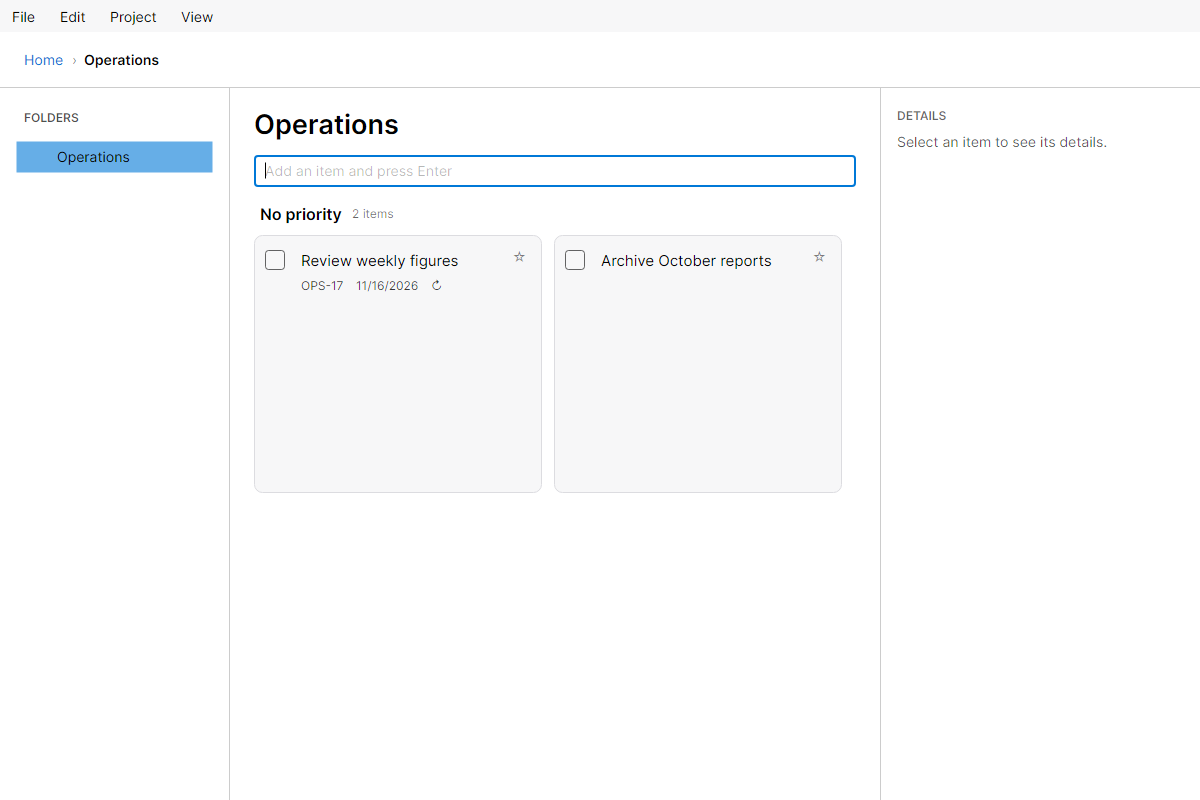 File Edit Project View
Home › Operations
FOLDERS
Operations
Operations
Add an item and press Enter
No priority 2 items
Review weekly figures ☆
OPS-17 11/16/2026 ↻
Archive October reports ☆
DETAILS
Select an item to see its details.